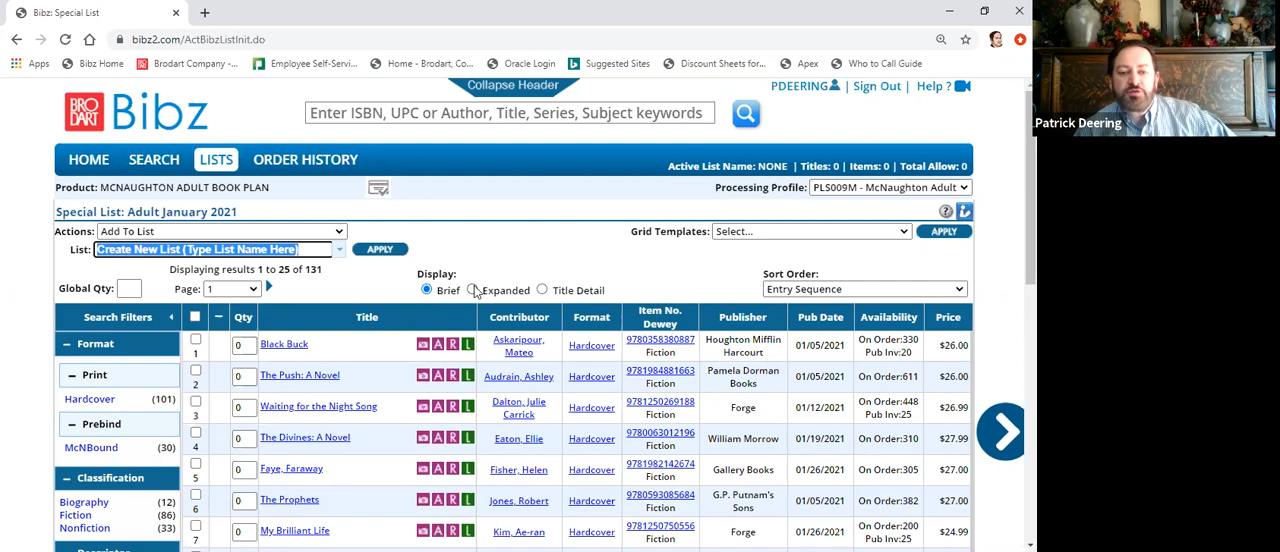 Bibz: Special List
bibz2.com/ActBibzListInit.do
Apps Bibz Home Brodart Company -... Employee Self-Servi... Home - Brodart, Co... Oracle Login Suggested Sites Discount Sheets for... Apex Who to Call Guide
Patrick Deering
Collapse Header
PDEERING | Sign Out | Help ?
BRO DART Bibz
Enter ISBN, UPC or Author, Title, Series, Subject keywords
HOME SEARCH LISTS ORDER HISTORY
Active List Name: NONE | Titles: 0 | Items: 0 | Total Allow: 0
Product: MCNAUGHTON ADULT BOOK PLAN
Processing Profile: PLS009M - McNaughton Adult
Special List: Adult January 2021
Actions: Add To List
Grid Templates: Select... APPLY
List: Create New List (Type List Name Here) APPLY
Displaying results 1 to 25 of 131
Display:
Sort Order:
Global Qty: Page: 1
Brief Expanded Title Detail
Entry Sequence
Search Filters Qty Title Contributor Format Item No. Dewey Publisher Pub Date Availability Price
Format
Print
Hardcover (101)
Prebind
McNBound (30)
Classification
Biography (12)
Fiction (86)
Nonfiction (33)
Descriptor
1 0 Black Buck A R L Askaripour, Mateo Hardcover 9780358380887 Fiction Houghton Mifflin Harcourt 01/05/2021 On Order:330 Pub Inv:20 $26.00
2 0 The Push: A Novel A R L Audrain, Ashley Hardcover 9781984881663 Fiction Pamela Dorman Books 01/05/2021 On Order:611 $26.00
3 0 Waiting for the Night Song A R L Dalton, Julie Carrick Hardcover 9781250269188 Fiction Forge 01/12/2021 On Order:448 Pub Inv:25 $26.99
4 0 The Divines: A Novel A R L Eaton, Ellie Hardcover 9780063012196 Fiction William Morrow 01/19/2021 On Order:310 $27.99
5 0 Faye, Faraway A R L Fisher, Helen Hardcover 9781982142674 Fiction Gallery Books 01/26/2021 On Order:305 $27.00
6 0 The Prophets A R L Jones, Robert Hardcover 9780593085684 Fiction G.P. Putnam's Sons 01/05/2021 On Order:382 $27.00
7 0 My Brilliant Life A R L Kim, Ae-ran Hardcover 9781250750556 Fiction Forge 01/26/2021 On Order:200 Pub Inv:25 $24.99